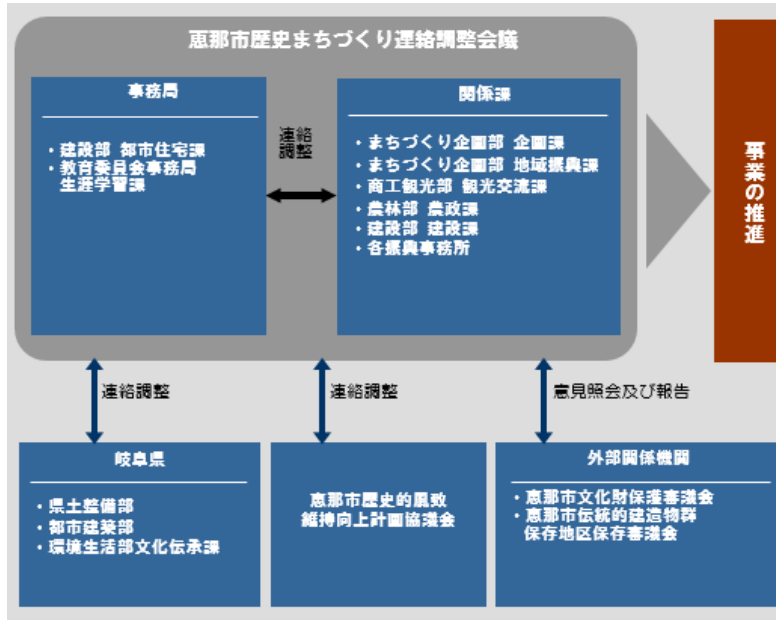 恵那市歴史まちづくり連絡調整会議
事務局
・建設部 都市住宅課
・教育委員会事務局
生涯学習課
連絡
調整
関係課
・まちづくり企画部 企画課
・まちづくり企画部 地域振興課
・商工観光部 観光交流課
・農林部 農政課
・建設部 建設課
・各振興事務所
事業の推進
連絡調整
連絡調整
意見照会及び報告
岐阜県
・県土整備部
・都市建築部
・環境生活部文化伝承課
恵那市歴史的風致
維持向上計画協議会
外部関係機関
・恵那市文化財保護審議会
・恵那市伝統的建造物群
保存地区保存審議会